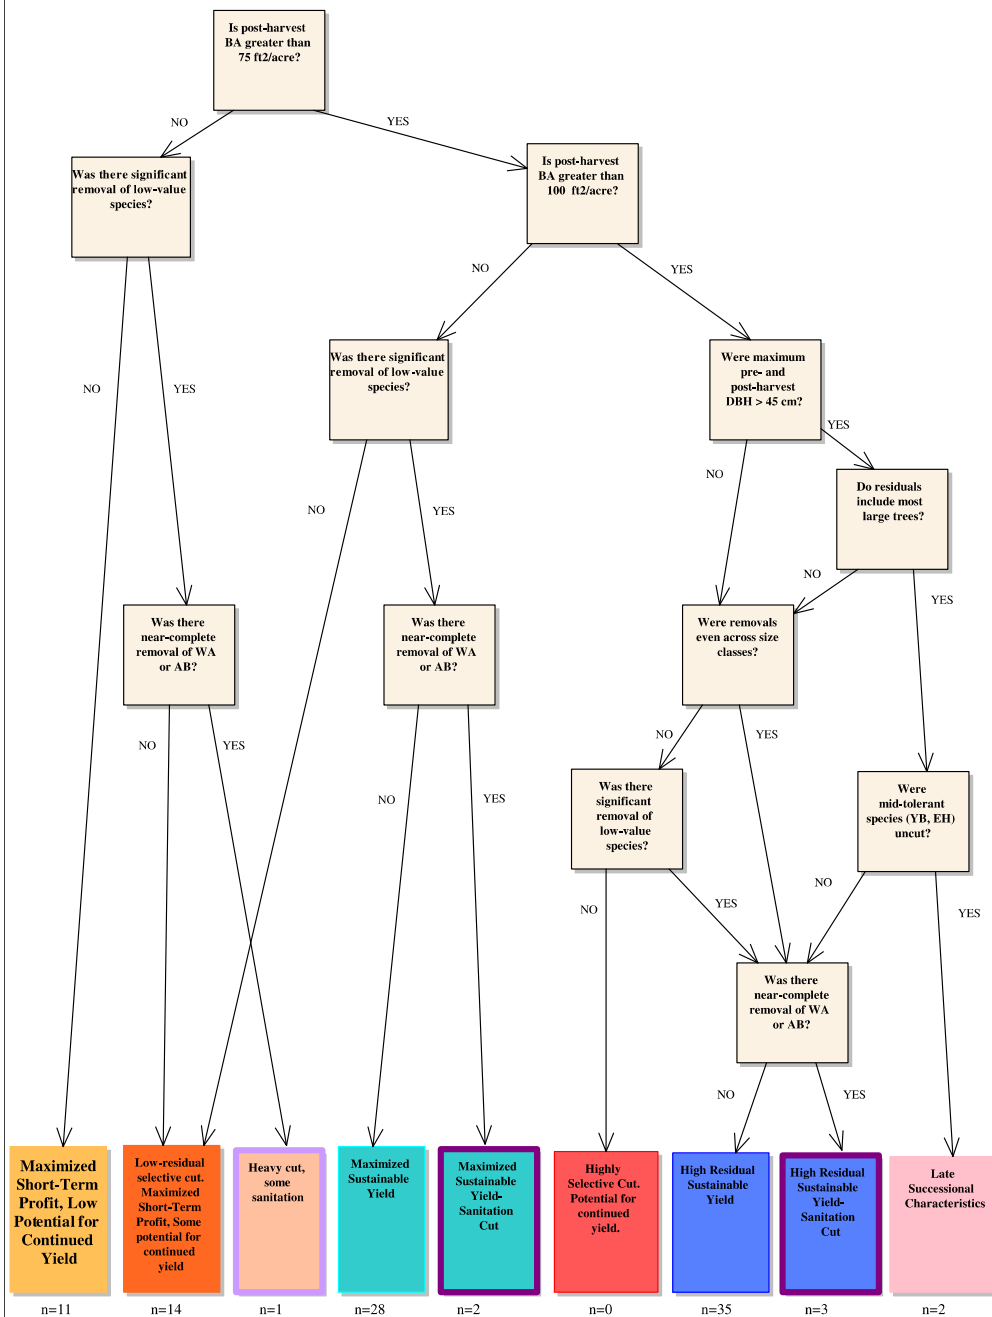 Is post-harvest
BA greater than
75 ft2/acre?
NO
YES
Was there significant
removal of low-value
species?
Is post-harvest
BA greater than
100 ft2/acre?
NO
YES
NO
YES
Was there significant
removal of low-value
species?
Were maximum
pre- and
post-harvest
DBH > 45 cm?
NO
YES
NO
YES
Do residuals
include most
large trees?
NO
YES
Was there
near-complete
removal of WA
or AB?
Was there
near-complete
removal of WA
or AB?
Were removals
even across size
classes?
NO
YES
NO
YES
NO
YES
Was there
significant
removal of
low-value
species?
Were
mid-tolerant
species (YB, EH)
uncut?
NO
YES
NO
YES
Was there
near-complete
removal of WA
or AB?
NO
YES
Maximized
Short-Term
Profit, Low
Potential for
Continued
Yield
Low-residual
selective cut.
Maximized
Short-Term
Profit, Some
potential for
continued
yield
Heavy cut,
some
sanitation
Maximized
Sustainable
Yield
Maximized
Sustainable
Yield-
Sanitation
Cut
Highly
Selective Cut.
Potential for
continued
yield.
High Residual
Sustainable
Yield
High Residual
Sustainable
Yield-
Sanitation
Cut
Late
Successional
Characteristics
n=11
n=14
n=1
n=28
n=2
n=0
n=35
n=3
n=2